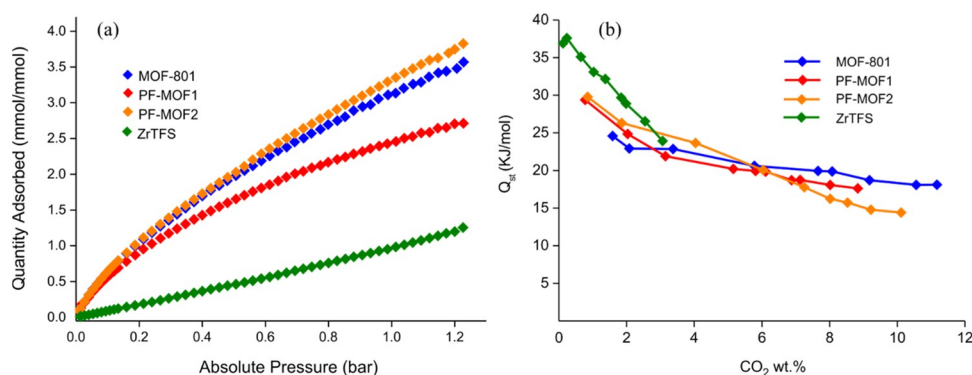 (a)
Quantity Adsorbed (mmol/mmol)
4.0
3.5
3.0
2.5
2.0
1.5
1.0
0.5
0.0
MOF-801
PF-MOF1
PF-MOF2
ZrTFS
0.0 0.2 0.4 0.6 0.8 1.0 1.2
Absolute Pressure (bar)
(b)
Qst (KJ/mol)
40
35
30
25
20
15
10
5
MOF-801
PF-MOF1
PF-MOF2
ZrTFS
0 2 4 6 8 10 12
CO2 wt.%